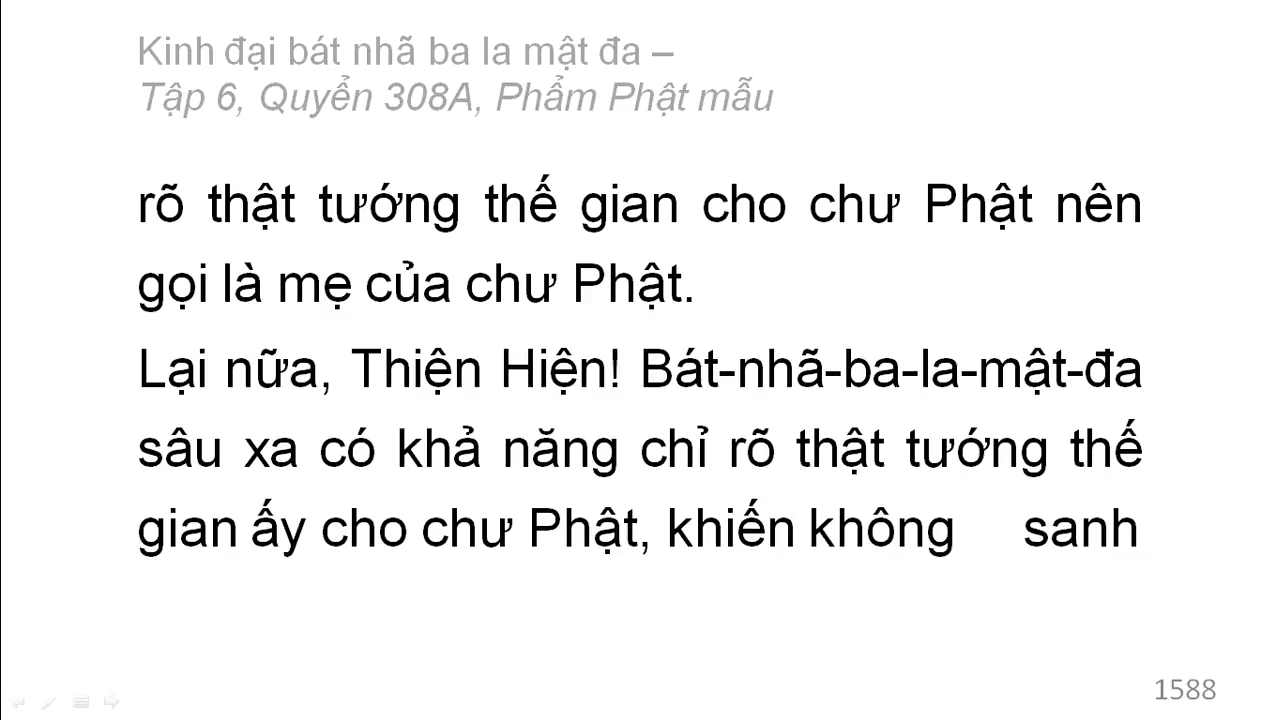 Kinh đại bát nhã ba la mật đa –
Tập 6, Quyển 308A, Phẩm Phật mẫu
rõ thật tướng thế gian cho chư Phật nên
gọi là mẹ của chư Phật.
Lại nữa, Thiện Hiện! Bát-nhã-ba-la-mật-đa
sâu xa có khả năng chỉ rõ thật tướng thế
gian ấy cho chư Phật, khiến không sanh
1588